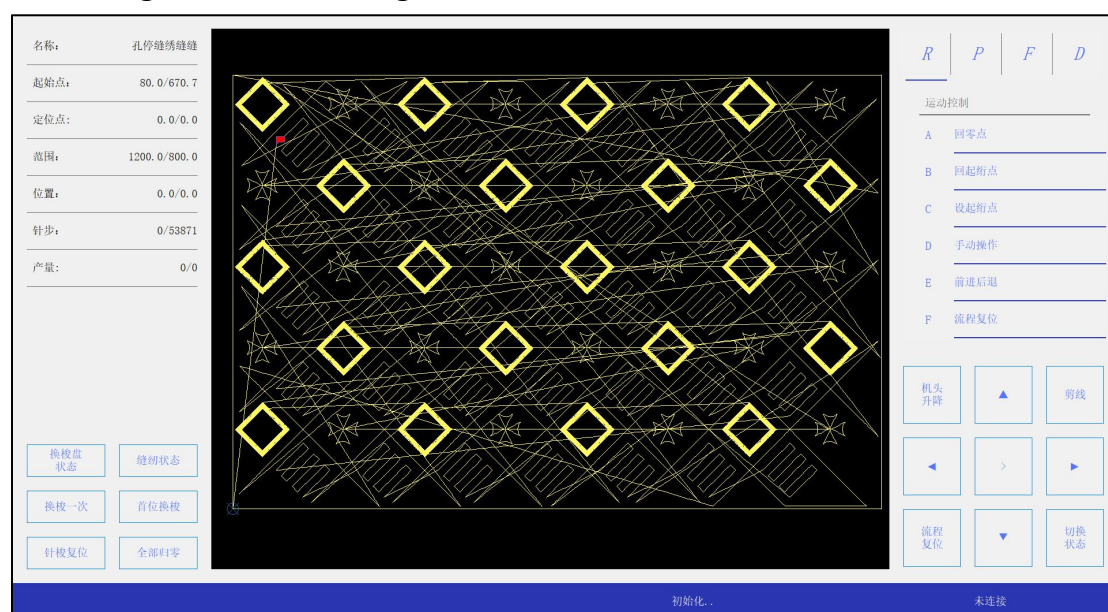 名称: 孔停缝绣缝缝
起始点: 80.0/670.7
定位点: 0.0/0.0
范围: 1200.0/800.0
位置: 0.0/0.0
针步: 0/53871
产量: 0/0
换梭盘
状态
缝纫状态
换梭一次
首位换梭
针梭复位
全部归零
R P F D
运动控制
A 回零点
B 回起绗点
C 设起绗点
D 手动操作
E 前进后退
F 流程复位
机头
升降
▲
剪线
◀
>
▶
流程
复位
▼
切换
状态
初始化..
未连接